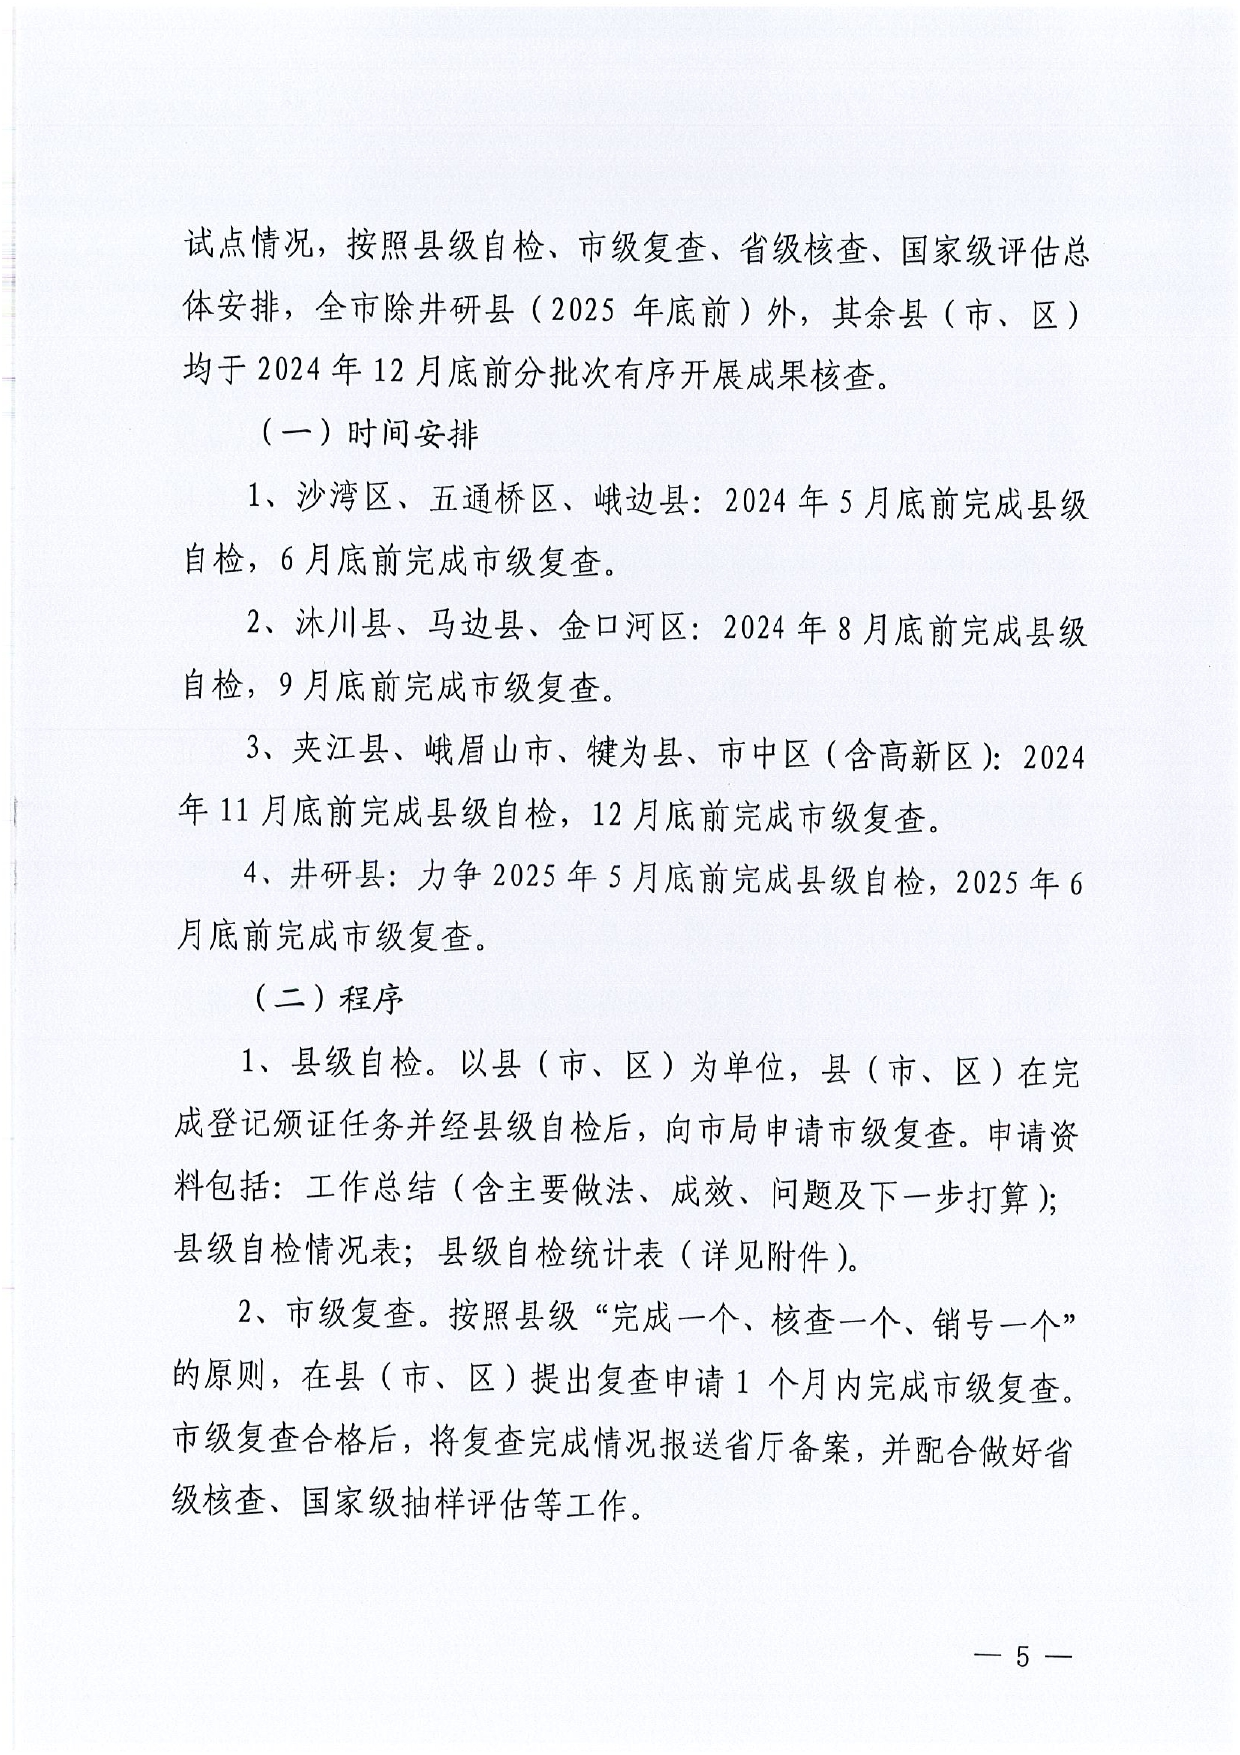 试点情况，按照县级自检、市级复查、省级核查、国家级评估总
体安排，全市除井研县（2025 年底前）外，其余县（市、区）
均于 2024 年 12 月底前分批次有序开展成果核查。
（一）时间安排
1、沙湾区、五通桥区、峨边县：2024 年 5 月底前完成县级
自检，6 月底前完成市级复查。
2、沐川县、马边县、金口河区：2024 年 8 月底前完成县级
自检，9 月底前完成市级复查。
3、夹江县、峨眉山市、犍为县、市中区（含高新区）：2024
年 11 月底前完成县级自检，12 月底前完成市级复查。
4、井研县：力争 2025 年 5 月底前完成县级自检，2025 年 6
月底前完成市级复查。
（二）程序
1、县级自检。以县（市、区）为单位，县（市、区）在完
成登记颁证任务并经县级自检后，向市局申请市级复查。申请资
料包括：工作总结（含主要做法、成效、问题及下一步打算）；
县级自检情况表；县级自检统计表（详见附件）。
2、市级复查。按照县级“完成一个、核查一个、销号一个”
的原则，在县（市、区）提出复查申请 1 个月内完成市级复查。
市级复查合格后，将复查完成情况报送省厅备案，并配合做好省
级核查、国家级抽样评估等工作。
— 5 —